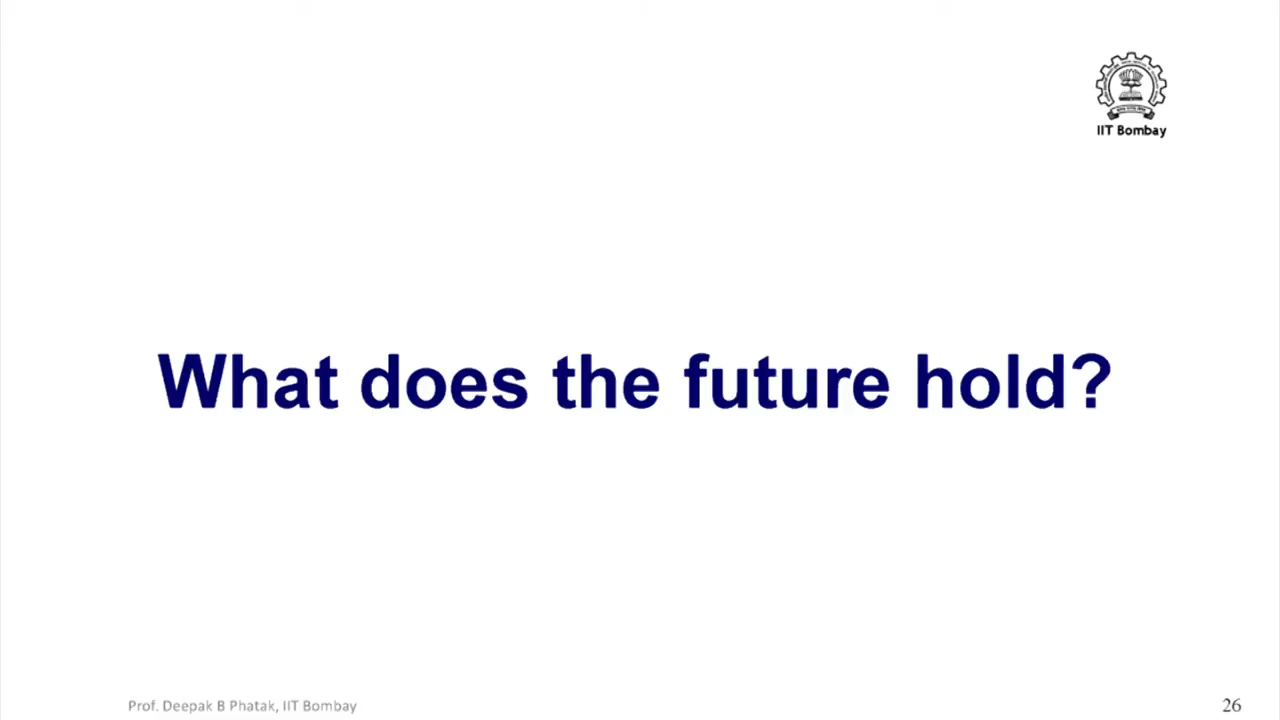 IIT Bombay
What does the future hold?
Prof. Deepak B Phatak, IIT Bombay
26